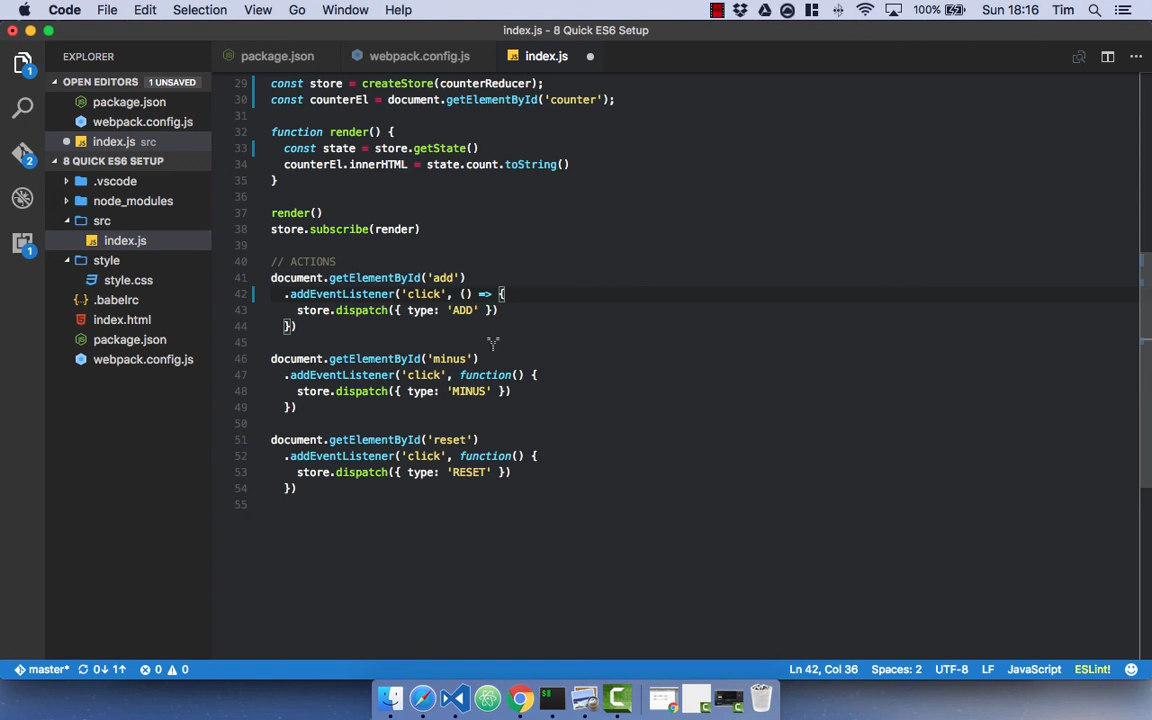 Code File Edit Selection View Go Window Help 100% Sun 18:16 Tim
index.js - 8 Quick ES6 Setup
EXPLORER
package.json webpack.config.js index.js
OPEN EDITORS 1 UNSAVED
package.json
webpack.config.js
index.js src
8 QUICK ES6 SETUP
.vscode
node_modules
src
index.js
style
style.css
.babelrc
index.html
package.json
webpack.config.js
1
2
1
29 const store = createStore(counterReducer);
30 const counterEl = document.getElementById('counter');
31
32 function render() {
33 const state = store.getState()
34 counterEl.innerHTML = state.count.toString()
35 }
36
37 render()
38 store.subscribe(render)
39
40 // ACTIONS
41 document.getElementById('add')
42 .addEventListener('click', () => {
43 store.dispatch({ type: 'ADD' })
44 })
45
46 document.getElementById('minus')
47 .addEventListener('click', function() {
48 store.dispatch({ type: 'MINUS' })
49 })
50
51 document.getElementById('reset')
52 .addEventListener('click', function() {
53 store.dispatch({ type: 'RESET' })
54 })
55
master* 0↓ 1↑ 0 0 Ln 42, Col 36 Spaces: 2 UTF-8 LF JavaScript ESLint!